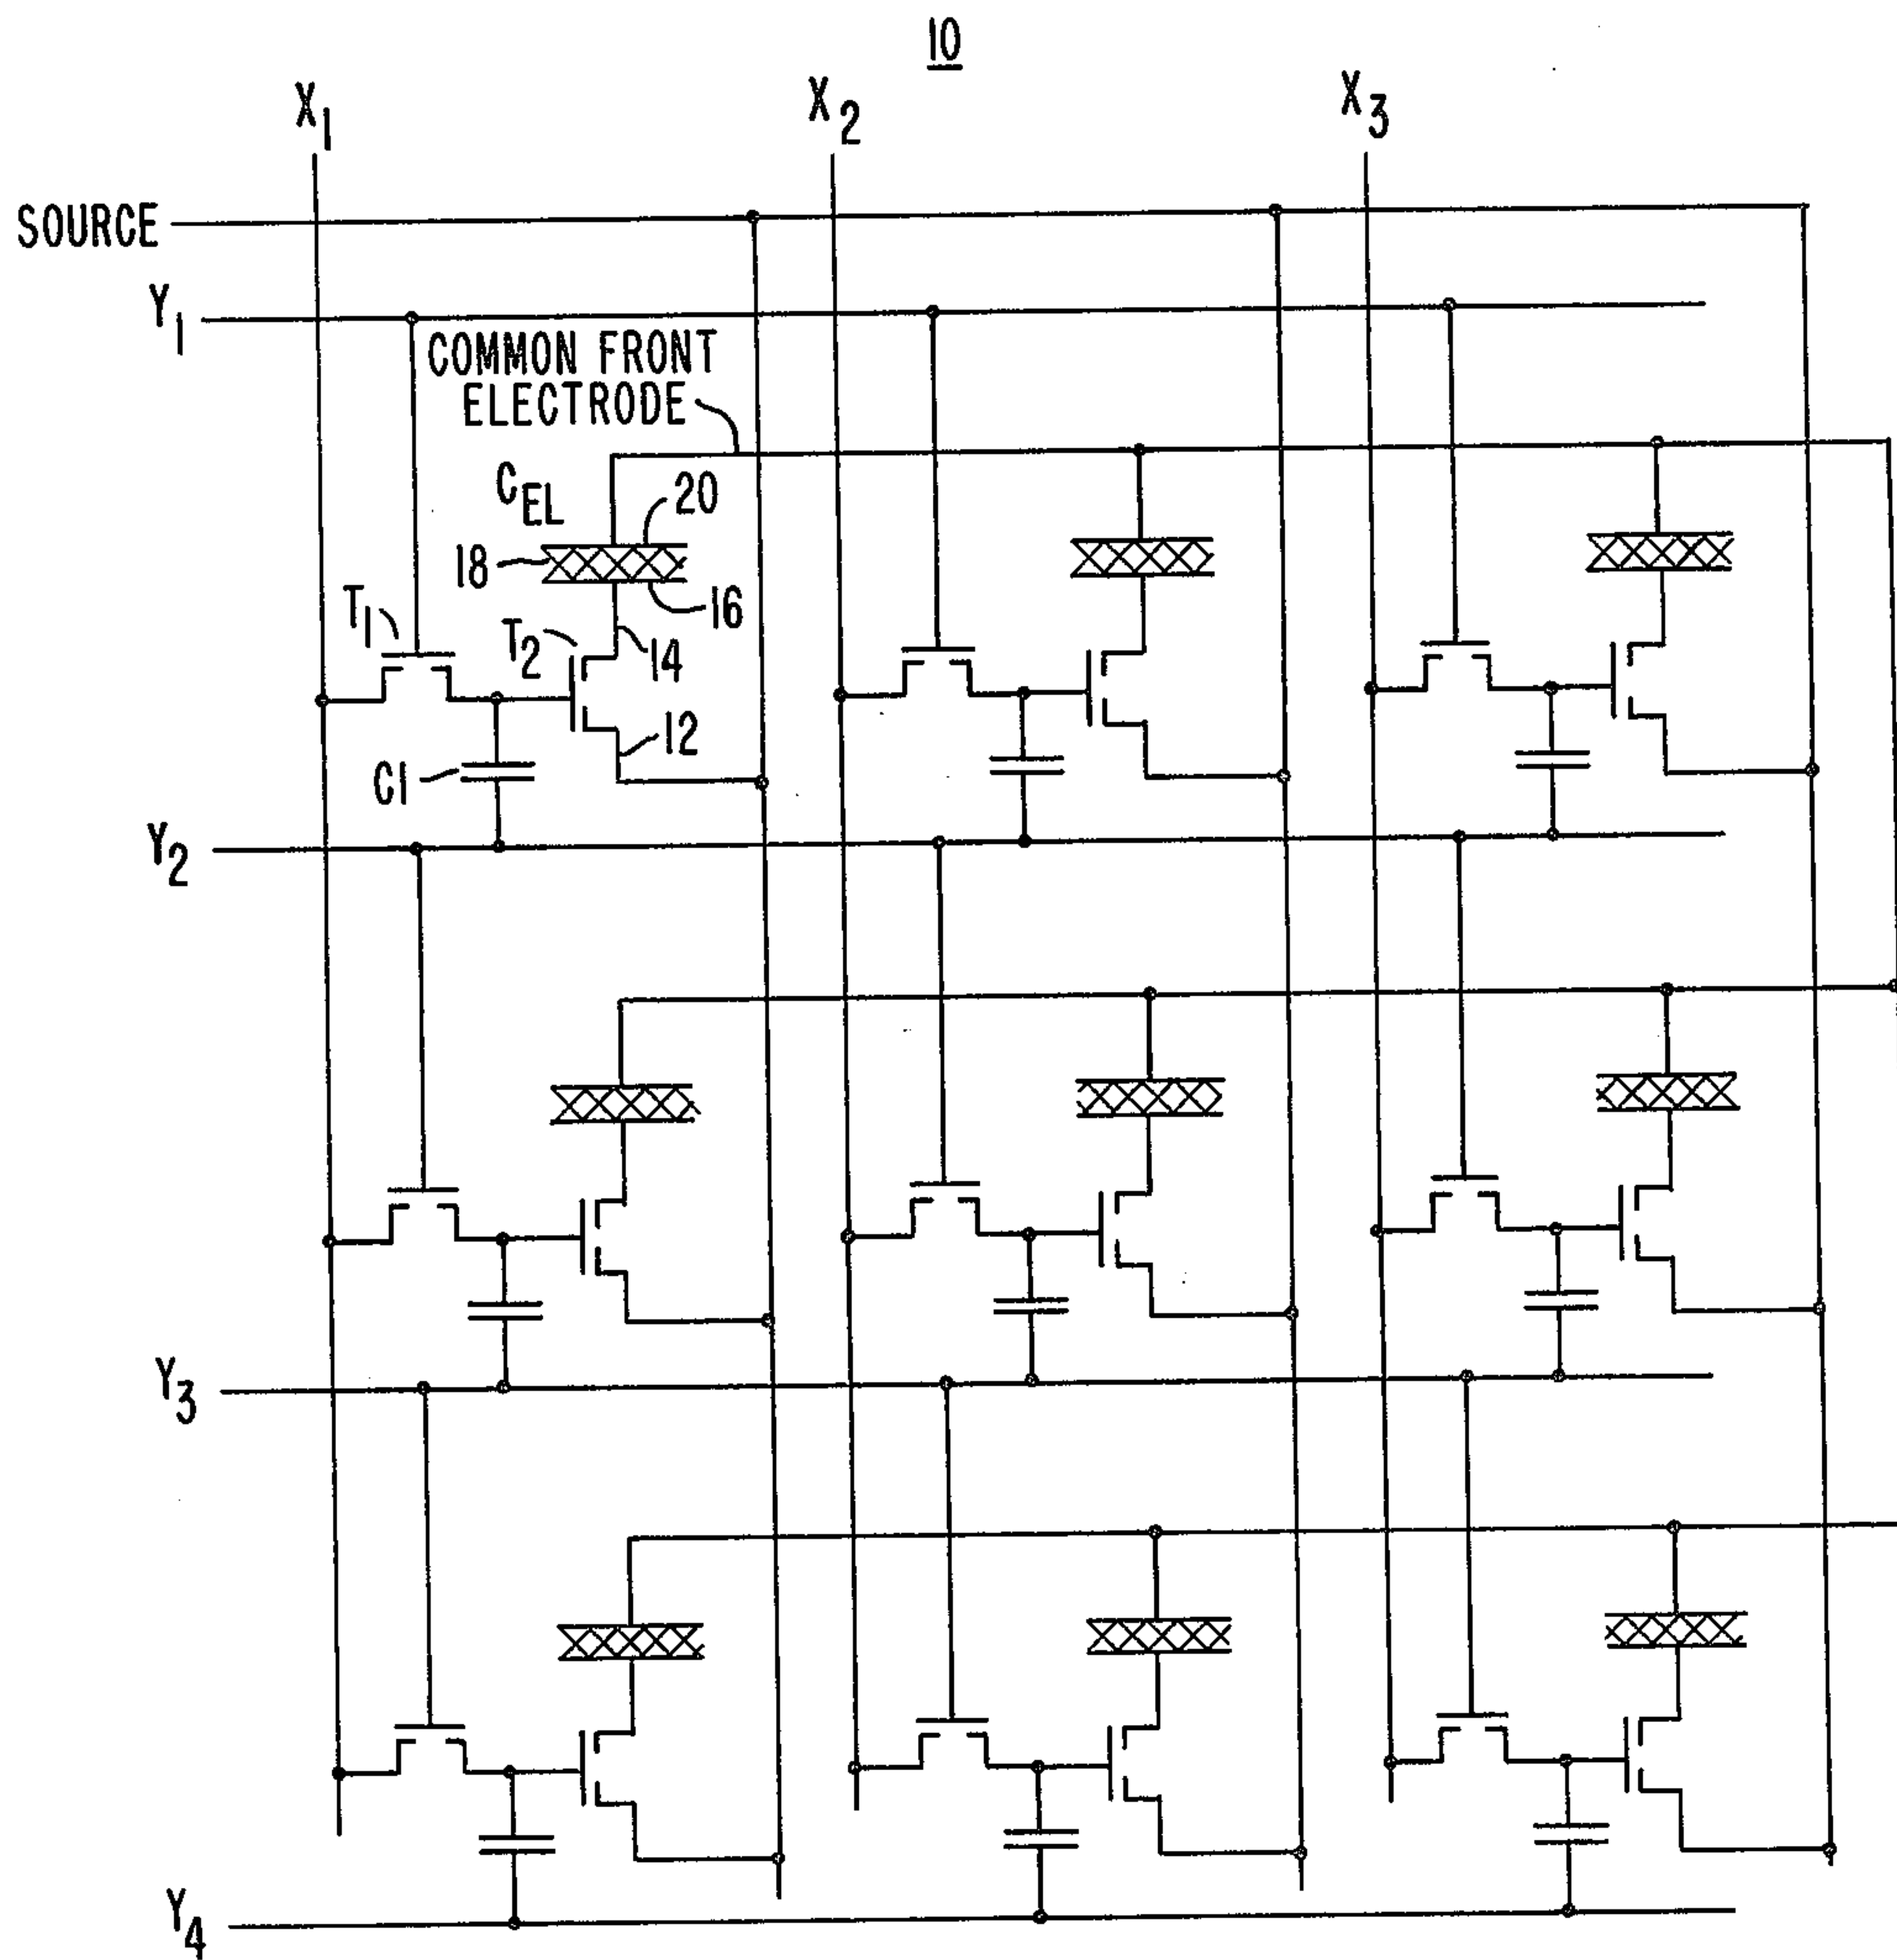 10
X1
X2
X3
SOURCE
Y1
COMMON FRONT
ELECTRODE
CEL
20
18
16
T1
T2
14
12
C1
Y2
Y3
Y4